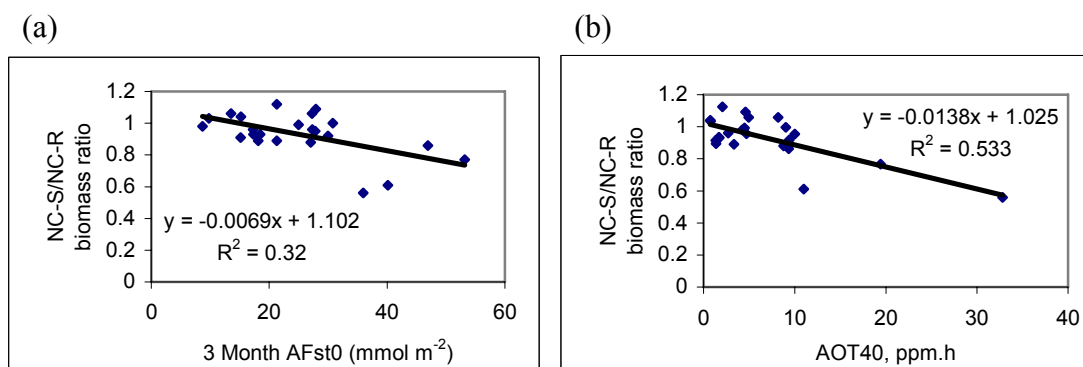 (a)
1.2
1
0.8
0.6
0.4
0.2
0
NC-S/NC-R
biomass ratio
y = -0.0069x + 1.102
R² = 0.32
0 20 40 60
3 Month AFst0 (mmol m⁻²)
(b)
1.2
1
0.8
0.6
0.4
0.2
0
NC-S/NC-R
biomass ratio
y = -0.0138x + 1.025
R² = 0.533
0 10 20 30 40
AOT40, ppm.h